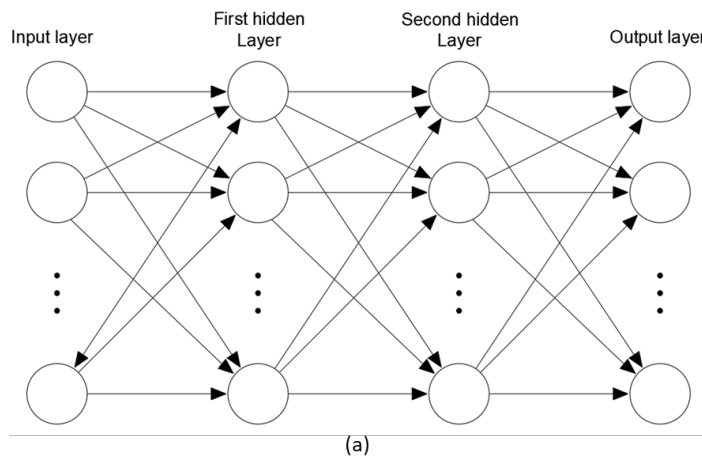 Input layer
First hidden
Layer
Second hidden
Layer
Output layer
(a)